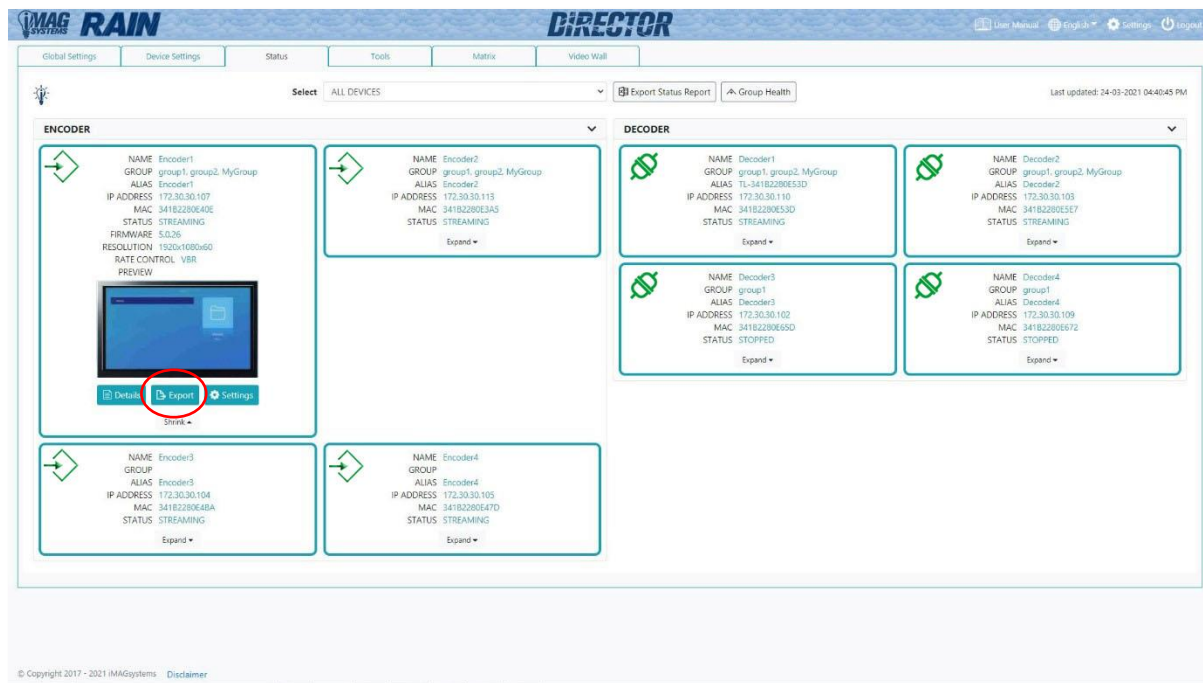 iMAG SYSTEMS RAIN
DiRECTOR
User Manual English Settings Logout
Global Settings Device Settings Status Tools Matrix Video Wall
Select ALL DEVICES Export Status Report Group Health Last updated: 24-03-2021 04:40:45 PM
ENCODER
NAME Encoder1
GROUP group1, group2, MyGroup
ALIAS Encoder1
IP ADDRESS 172.30.30.107
MAC 34182280E40E
STATUS STREAMING
FIRMWARE 5.0.26
RESOLUTION 1920x1080x60
RATE CONTROL VBR
PREVIEW
Details Export Settings
Shrink
NAME Encoder2
GROUP group1, group2, MyGroup
ALIAS Encoder2
IP ADDRESS 172.30.30.113
MAC 34182280E3A5
STATUS STREAMING
Expand
NAME Encoder3
GROUP
ALIAS Encoder3
IP ADDRESS 172.30.30.104
MAC 34182280E4BA
STATUS STREAMING
Expand
NAME Encoder4
GROUP
ALIAS Encoder4
IP ADDRESS 172.30.30.105
MAC 34182280E47D
STATUS STREAMING
Expand
DECODER
NAME Decoder1
GROUP group1, group2, MyGroup
ALIAS TL-34182280E53D
IP ADDRESS 172.30.30.110
MAC 34182280E53D
STATUS STREAMING
Expand
NAME Decoder2
GROUP group1, group2, MyGroup
ALIAS Decoder2
IP ADDRESS 172.30.30.103
MAC 34182280E5E7
STATUS STREAMING
Expand
NAME Decoder3
GROUP group1
ALIAS Decoder3
IP ADDRESS 172.30.30.102
MAC 34182280E65D
STATUS STOPPED
Expand
NAME Decoder4
GROUP group1
ALIAS Decoder4
IP ADDRESS 172.30.30.109
MAC 34182280E672
STATUS STOPPED
Expand
© Copyright 2017 - 2021 iMAGsystems Disclaimer